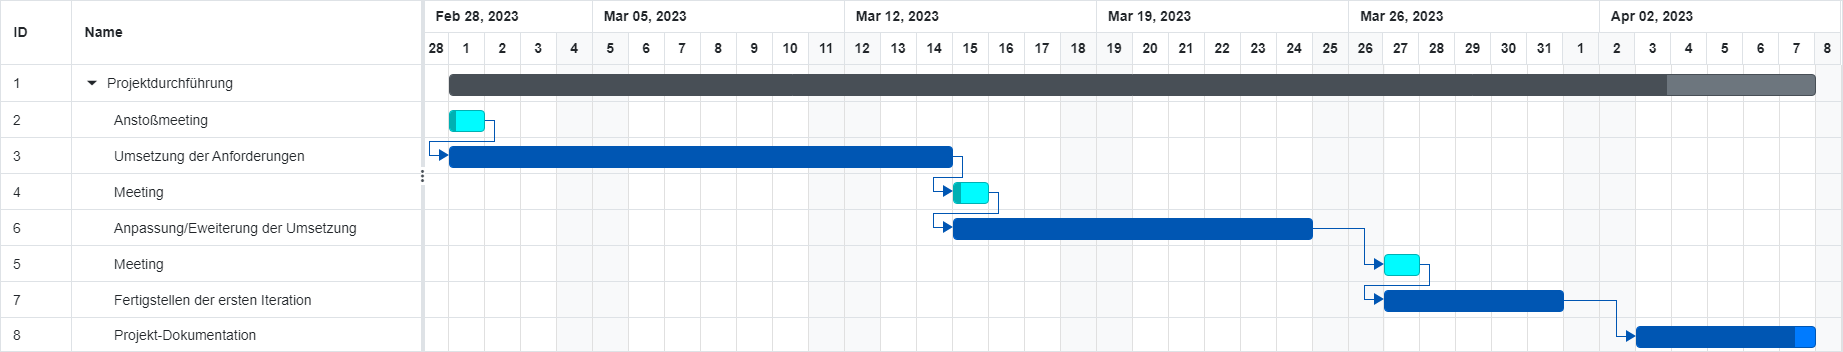 ID Name Feb 28, 2023 Mar 05, 2023 Mar 12, 2023 Mar 19, 2023 Mar 26, 2023 Apr 02, 2023
28 1 2 3 4 5 6 7 8 9 10 11 12 13 14 15 16 17 18 19 20 21 22 23 24 25 26 27 28 29 30 31 1 2 3 4 5 6 7 8
1 Projektdurchführung
2 Anstoßmeeting
3 Umsetzung der Anforderungen
4 Meeting
6 Anpassung/Eweiterung der Umsetzung
5 Meeting
7 Fertigstellen der ersten Iteration
8 Projekt-Dokumentation